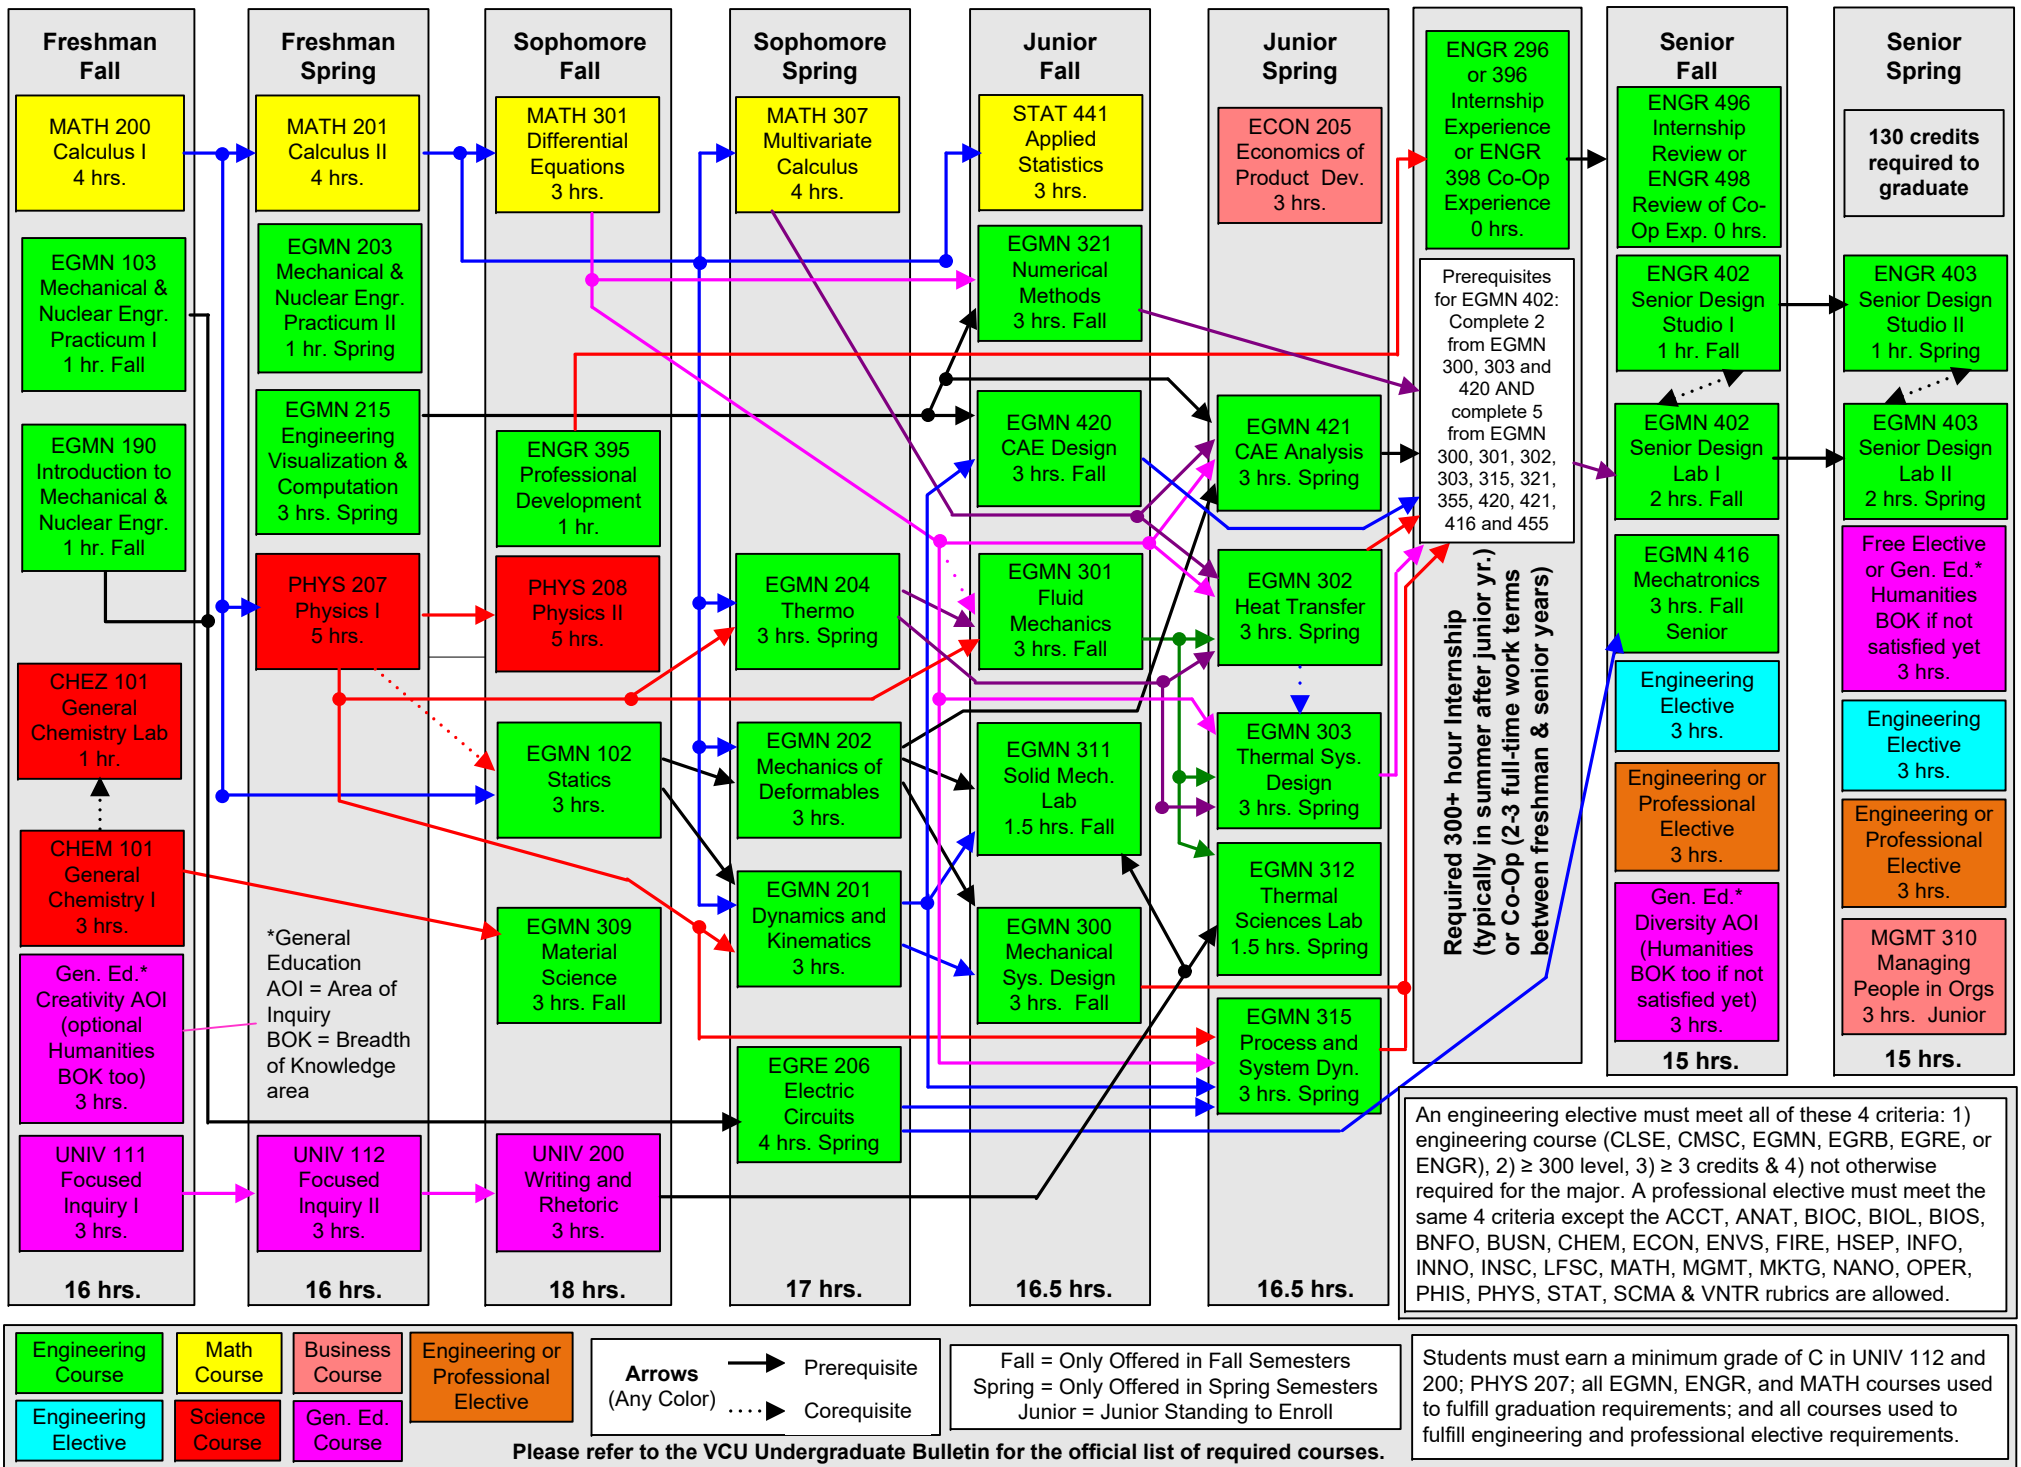 Freshman
Fall
MATH 200
Calculus I
4 hrs.
EGMN 103
Mechanical &
Nuclear Engr.
Practicum I
1 hr. Fall
EGMN 190
Introduction to
Mechanical &
Nuclear Engr.
1 hr. Fall
CHEZ 101
General
Chemistry Lab
1 hr.
CHEM 101
General
Chemistry I
3 hrs.
Gen. Ed.*
Creativity AOI
(optional
Humanities
BOK too)
3 hrs.
UNIV 111
Focused
Inquiry I
3 hrs.
16 hrs.
Freshman
Spring
MATH 201
Calculus II
4 hrs.
EGMN 203
Mechanical &
Nuclear Engr.
Practicum II
1 hr. Spring
EGMN 215
Engineering
Visualization &
Computation
3 hrs. Spring
PHYS 207
Physics I
5 hrs.
*General
Education
AOI = Area of
Inquiry
BOK = Breadth
of Knowledge
area
UNIV 112
Focused
Inquiry II
3 hrs.
16 hrs.
Sophomore
Fall
MATH 301
Differential
Equations
3 hrs.
ENGR 395
Professional
Development
1 hr.
PHYS 208
Physics II
5 hrs.
EGMN 102
Statics
3 hrs.
EGMN 309
Material
Science
3 hrs. Fall
UNIV 200
Writing and
Rhetoric
3 hrs.
18 hrs.
Sophomore
Spring
MATH 307
Multivariate
Calculus
4 hrs.
EGMN 204
Thermo
3 hrs. Spring
EGMN 202
Mechanics of
Deformables
3 hrs.
EGMN 201
Dynamics and
Kinematics
3 hrs.
EGRE 206
Electric
Circuits
4 hrs. Spring
17 hrs.
Junior
Fall
STAT 441
Applied
Statistics
3 hrs.
EGMN 321
Numerical
Methods
3 hrs. Fall
EGMN 420
CAE Design
3 hrs. Fall
EGMN 301
Fluid
Mechanics
3 hrs. Fall
EGMN 311
Solid Mech.
Lab
1.5 hrs. Fall
EGMN 300
Mechanical
Sys. Design
3 hrs. Fall
16.5 hrs.
Junior
Spring
ECON 205
Economics of
Product Dev.
3 hrs.
EGMN 421
CAE Analysis
3 hrs. Spring
EGMN 302
Heat Transfer
3 hrs. Spring
EGMN 303
Thermal Sys.
Design
3 hrs. Spring
EGMN 312
Thermal
Sciences Lab
1.5 hrs. Spring
EGMN 315
Process and
System Dyn.
3 hrs. Spring
16.5 hrs.
ENGR 296
or 396
Internship
Experience
or ENGR
398 Co-Op
Experience
0 hrs.
Prerequisites
for EGMN 402:
Complete 2
from EGMN
300, 303 and
420 AND
complete 5
from EGMN
300, 301, 302,
303, 315, 321,
355, 420, 421,
416 and 455
Required 300+ hour Internship
(typically in summer after junior yr.)
or Co-Op (2-3 full-time work terms
between freshman & senior years)
Senior
Fall
ENGR 496
Internship
Review or
ENGR 498
Review of Co-
Op Exp. 0 hrs.
ENGR 402
Senior Design
Studio I
1 hr. Fall
EGMN 402
Senior Design
Lab I
2 hrs. Fall
EGMN 416
Mechatronics
3 hrs. Fall
Senior
Engineering
Elective
3 hrs.
Engineering or
Professional
Elective
3 hrs.
Gen. Ed.*
Diversity AOI
(Humanities
BOK too if not
satisfied yet)
3 hrs.
15 hrs.
Senior
Spring
130 credits
required to
graduate
ENGR 403
Senior Design
Studio II
1 hr. Spring
EGMN 403
Senior Design
Lab II
2 hrs. Spring
Free Elective
or Gen. Ed.*
Humanities
BOK if not
satisfied yet
3 hrs.
Engineering
Elective
3 hrs.
Engineering or
Professional
Elective
3 hrs.
MGMT 310
Managing
People in Orgs
3 hrs. Junior
15 hrs.
An engineering elective must meet all of these 4 criteria: 1)
engineering course (CLSE, CMSC, EGMN, EGRB, EGRE, or
ENGR), 2) ≥ 300 level, 3) ≥ 3 credits & 4) not otherwise
required for the major. A professional elective must meet the
same 4 criteria except the ACCT, ANAT, BIOC, BIOL, BIOS,
BNFO, BUSN, CHEM, ECON, ENVS, FIRE, HSEP, INFO,
INNO, INSC, LFSC, MATH, MGMT, MKTG, NANO, OPER,
PHIS, PHYS, STAT, SCMA & VNTR rubrics are allowed.
Engineering
Course
Math
Course
Business
Course
Engineering or
Professional
Elective
Engineering
Elective
Science
Course
Gen. Ed.
Course
Arrows
(Any Color)
Prerequisite
Corequisite
Fall = Only Offered in Fall Semesters
Spring = Only Offered in Spring Semesters
Junior = Junior Standing to Enroll
Please refer to the VCU Undergraduate Bulletin for the official list of required courses.
Students must earn a minimum grade of C in UNIV 112 and
200; PHYS 207; all EGMN, ENGR, and MATH courses used
to fulfill graduation requirements; and all courses used to
fulfill engineering and professional elective requirements.